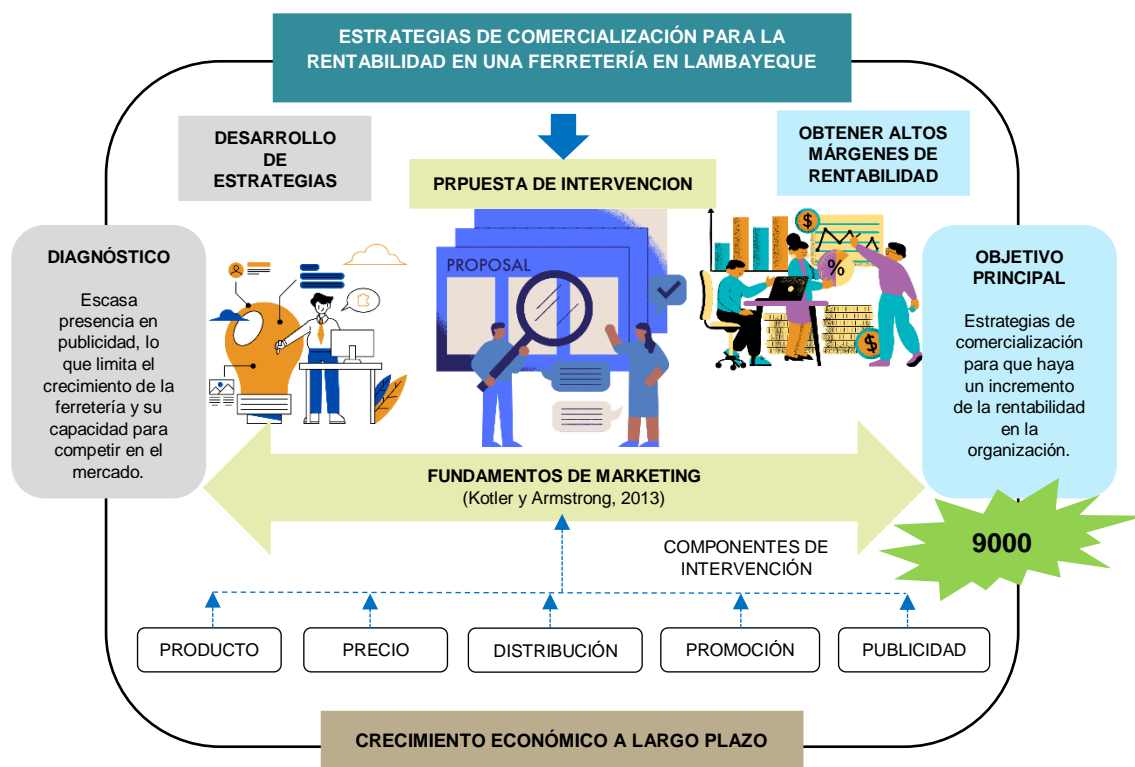 ESTRATEGIAS DE COMERCIALIZACIÓN PARA LA
RENTABILIDAD EN UNA FERRETERÍA EN LAMBAYEQUE
DESARROLLO
DE
ESTRATEGIAS
PRPUESTA DE INTERVENCION
OBTENER ALTOS
MÁRGENES DE
RENTABILIDAD
DIAGNÓSTICO
Escasa
presencia en
publicidad, lo
que limita el
crecimiento de la
ferretería y su
capacidad para
competir en el
mercado.
PROPOSAL
$
%
$
OBJETIVO
PRINCIPAL
Estrategias de
comercialización
para que haya
un incremento
de la rentabilidad
en la
organización.
FUNDAMENTOS DE MARKETING
(Kotler y Armstrong, 2013)
9000
COMPONENTES DE
INTERVENCIÓN
PRODUCTO
PRECIO
DISTRIBUCIÓN
PROMOCIÓN
PUBLICIDAD
CRECIMIENTO ECONÓMICO A LARGO PLAZO